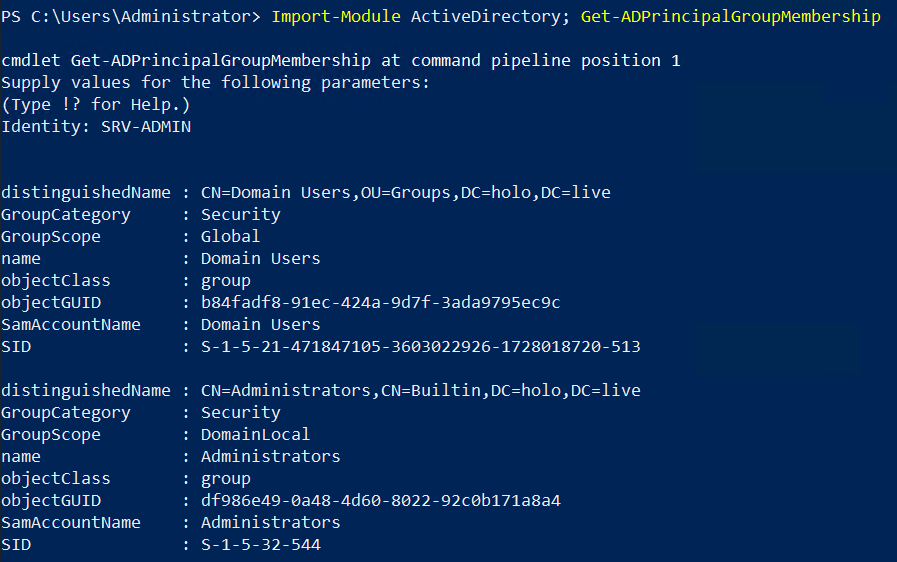 PS C:\Users\Administrator> Import-Module ActiveDirectory; Get-ADPrincipalGroupMembership
cmdlet Get-ADPrincipalGroupMembership at command pipeline position 1
Supply values for the following parameters:
(Type !? for Help.)
Identity: SRV-ADMIN
distinguishedName : CN=Domain Users,OU=Groups,DC=holo,DC=live
GroupCategory     : Security
GroupScope        : Global
name              : Domain Users
objectClass       : group
objectGUID        : b84fadf8-91ec-424a-9d7f-3ada9795ec9c
SamAccountName    : Domain Users
SID               : S-1-5-21-471847105-3603022926-1728018720-513
distinguishedName : CN=Administrators,CN=Builtin,DC=holo,DC=live
GroupCategory     : Security
GroupScope        : DomainLocal
name              : Administrators
objectClass       : group
objectGUID        : df986e49-0a48-4d60-8022-92c0b171a8a4
SamAccountName    : Administrators
SID               : S-1-5-32-544